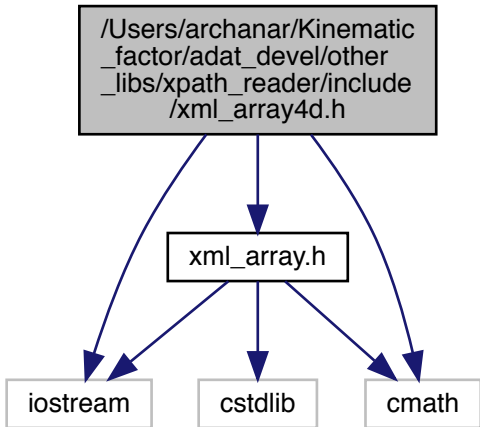 /Users/archanar/Kinematic
_factor/adat_devel/other
_libs/xpath_reader/include
/xml_array4d.h
xml_array.h
iostream
cstdlib
cmath